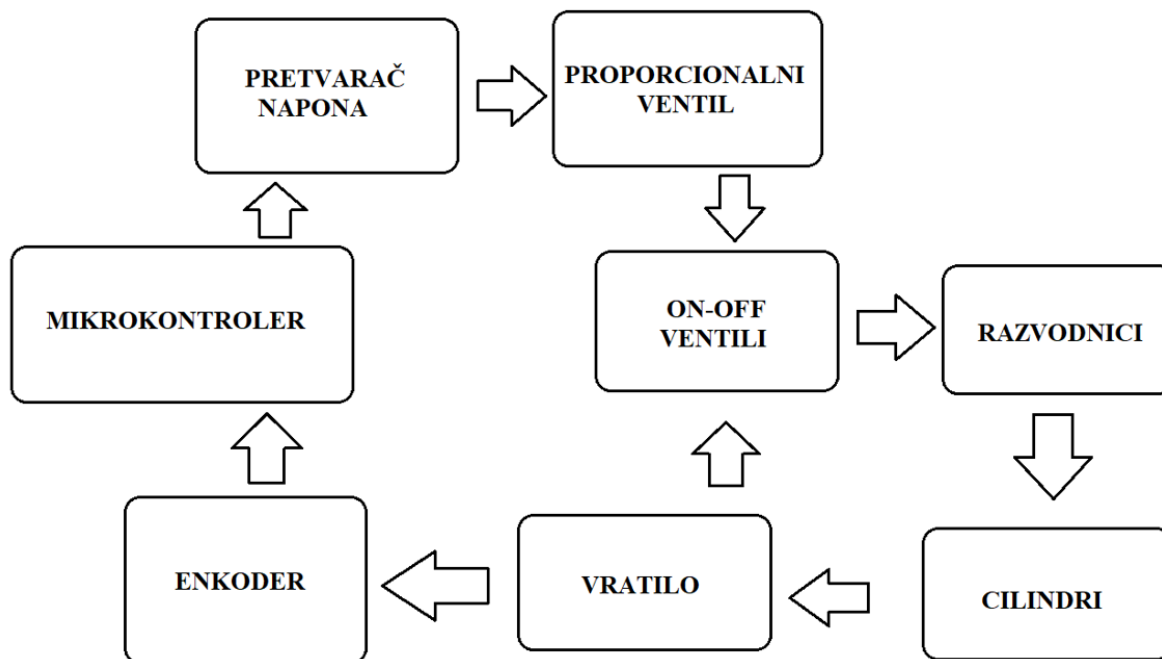 PRETVARAČ
NAPONA
PROPORCIONALNI
VENTIL
MIKROKONTROLER
ON-OFF
VENTILI
RAZVODNICI
ENKODER
VRATILO
CILINDRI